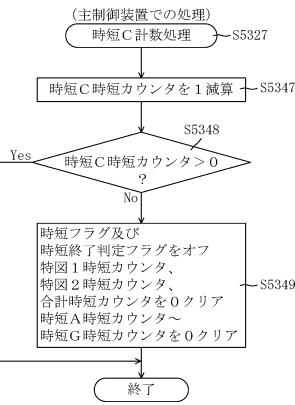 (主制御装置での処理)
時短C計数処理
S5327
時短C時短カウンタを1減算
S5347
S5348
時短C時短カウンタ>0
?
Yes
No
時短フラグ及び
時短終了判定フラグをオフ
特図1時短カウンタ、
特図2時短カウンタ、
合計時短カウンタを0クリア
時短A時短カウンタ~
時短G時短カウンタを0クリア
S5349
終了